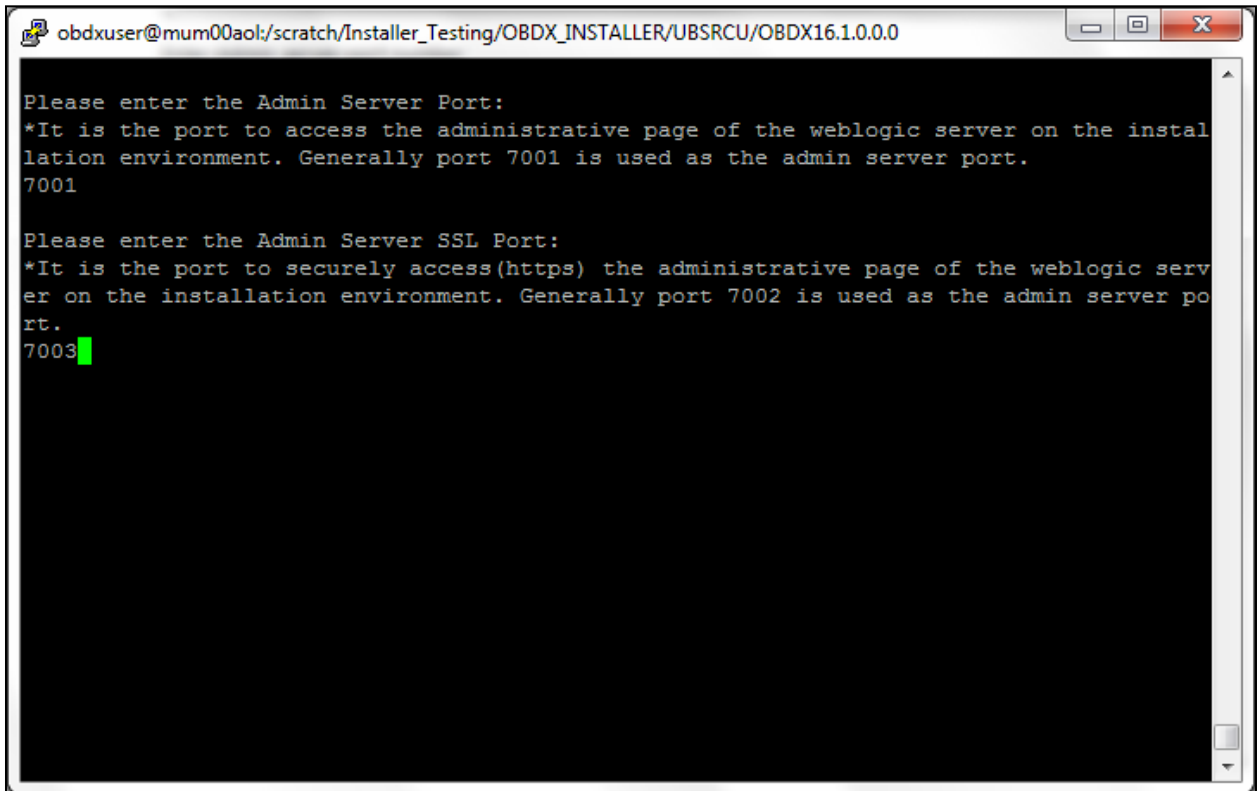 obdxuser@mum00aol:/scratch/Installer_Testing/OBDX_INSTALLER/UBSRCU/OBDX16.1.0.0.0
Please enter the Admin Server Port:
*It is the port to access the administrative page of the weblogic server on the instal
lation environment. Generally port 7001 is used as the admin server port.
7001
Please enter the Admin Server SSL Port:
*It is the port to securely access(https) the administrative page of the weblogic serv
er on the installation environment. Generally port 7002 is used as the admin server po
rt.
7003